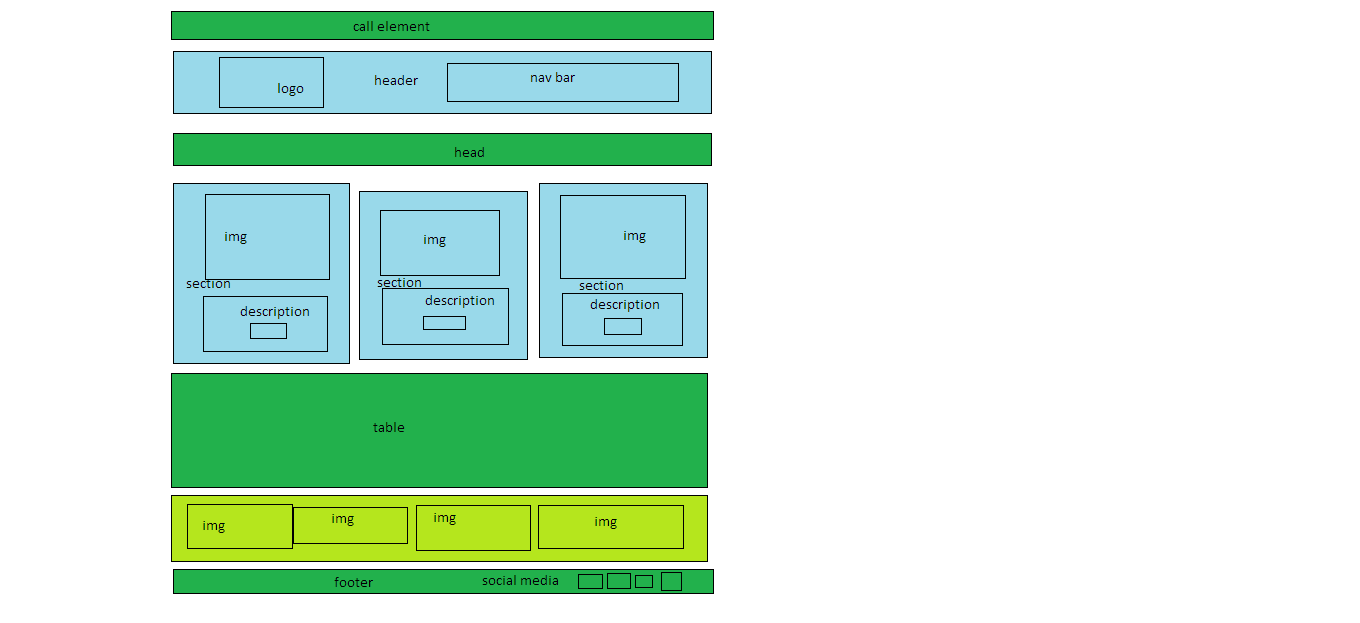 call element
logo
header
nav bar
head
img
img
img
section
section
section
description
description
description
table
img
img
img
img
footer
social media